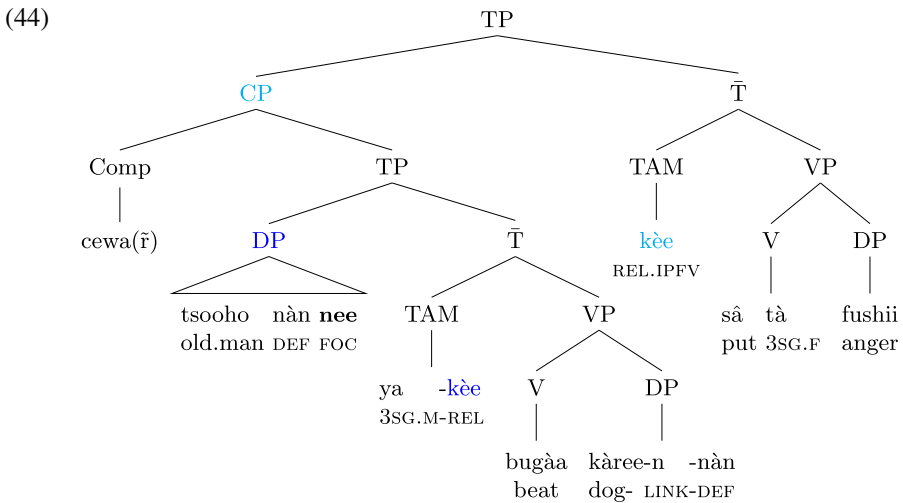 (44)
TP
CP T̄
Comp TP TAM VP
cewa(r̃) DP T̄ kèe V DP
REL.IPFV
tsooho nàn nee TAM VP sâ tà fushii
old.man DEF FOC put 3SG.F anger
ya -kèe V DP
3SG.M-REL
bugàa kàree-n -nàn
beat dog- LINK-DEF